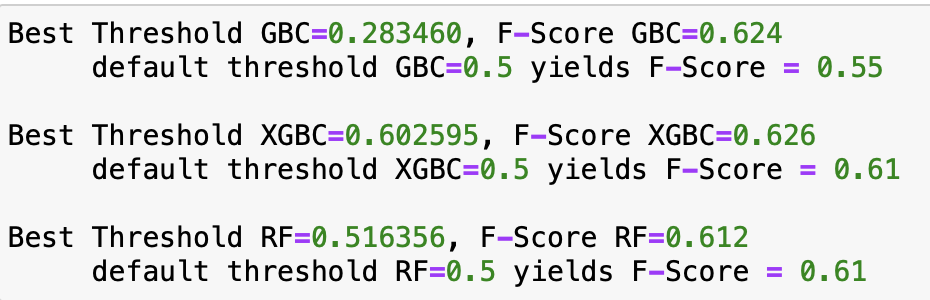 Best Threshold GBC=0.283460, F-Score GBC=0.624
default threshold GBC=0.5 yields F-Score = 0.55
Best Threshold XGBC=0.602595, F-Score XGBC=0.626
default threshold XGBC=0.5 yields F-Score = 0.61
Best Threshold RF=0.516356, F-Score RF=0.612
default threshold RF=0.5 yields F-Score = 0.61